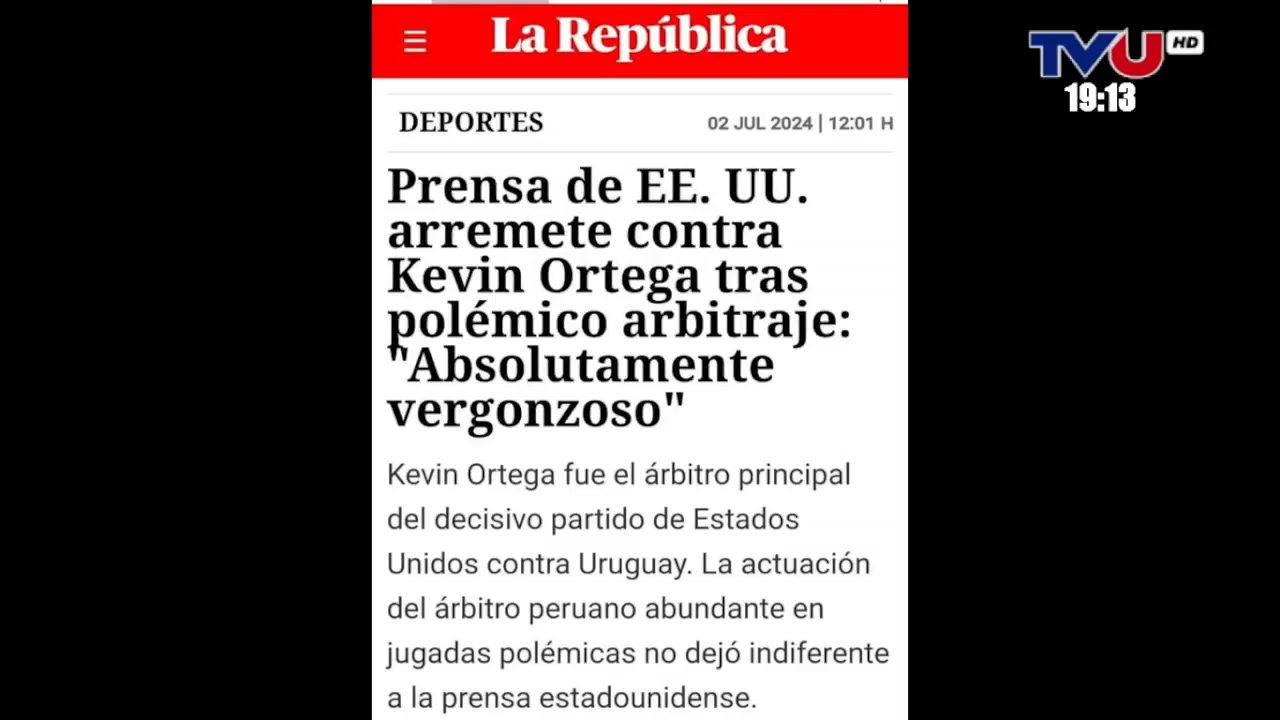 La República
TVU HD
19:13
DEPORTES
02 JUL 2024 | 12:01 H
Prensa de EE. UU.
arremete contra
Kevin Ortega tras
polémico arbitraje:
"Absolutamente
vergonzoso"
Kevin Ortega fue el árbitro principal
del decisivo partido de Estados
Unidos contra Uruguay. La actuación
del árbitro peruano abundante en
jugadas polémicas no dejó indiferente
a la prensa estadounidense.